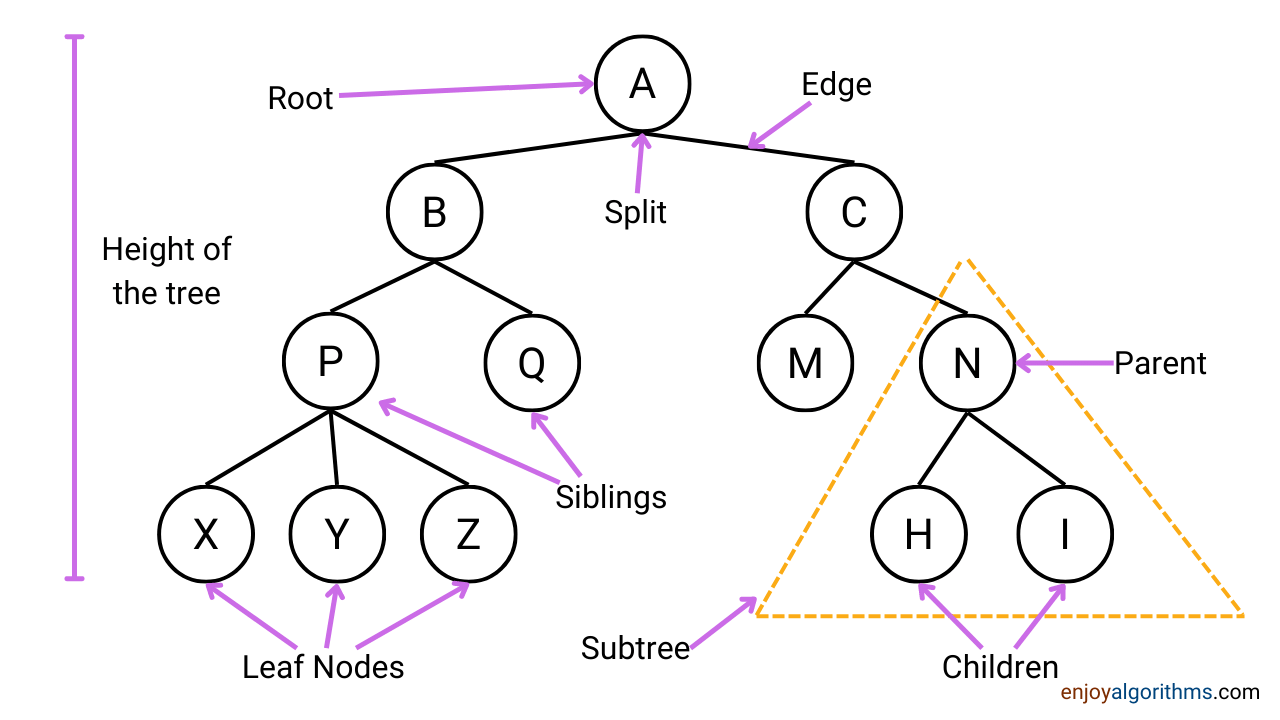 A
Root
Edge
B
Split
C
Height of
the tree
P
Q
M
N
Parent
Siblings
X
Y
Z
H
I
Subtree
Leaf Nodes
Children
enjoyalgorithms.com